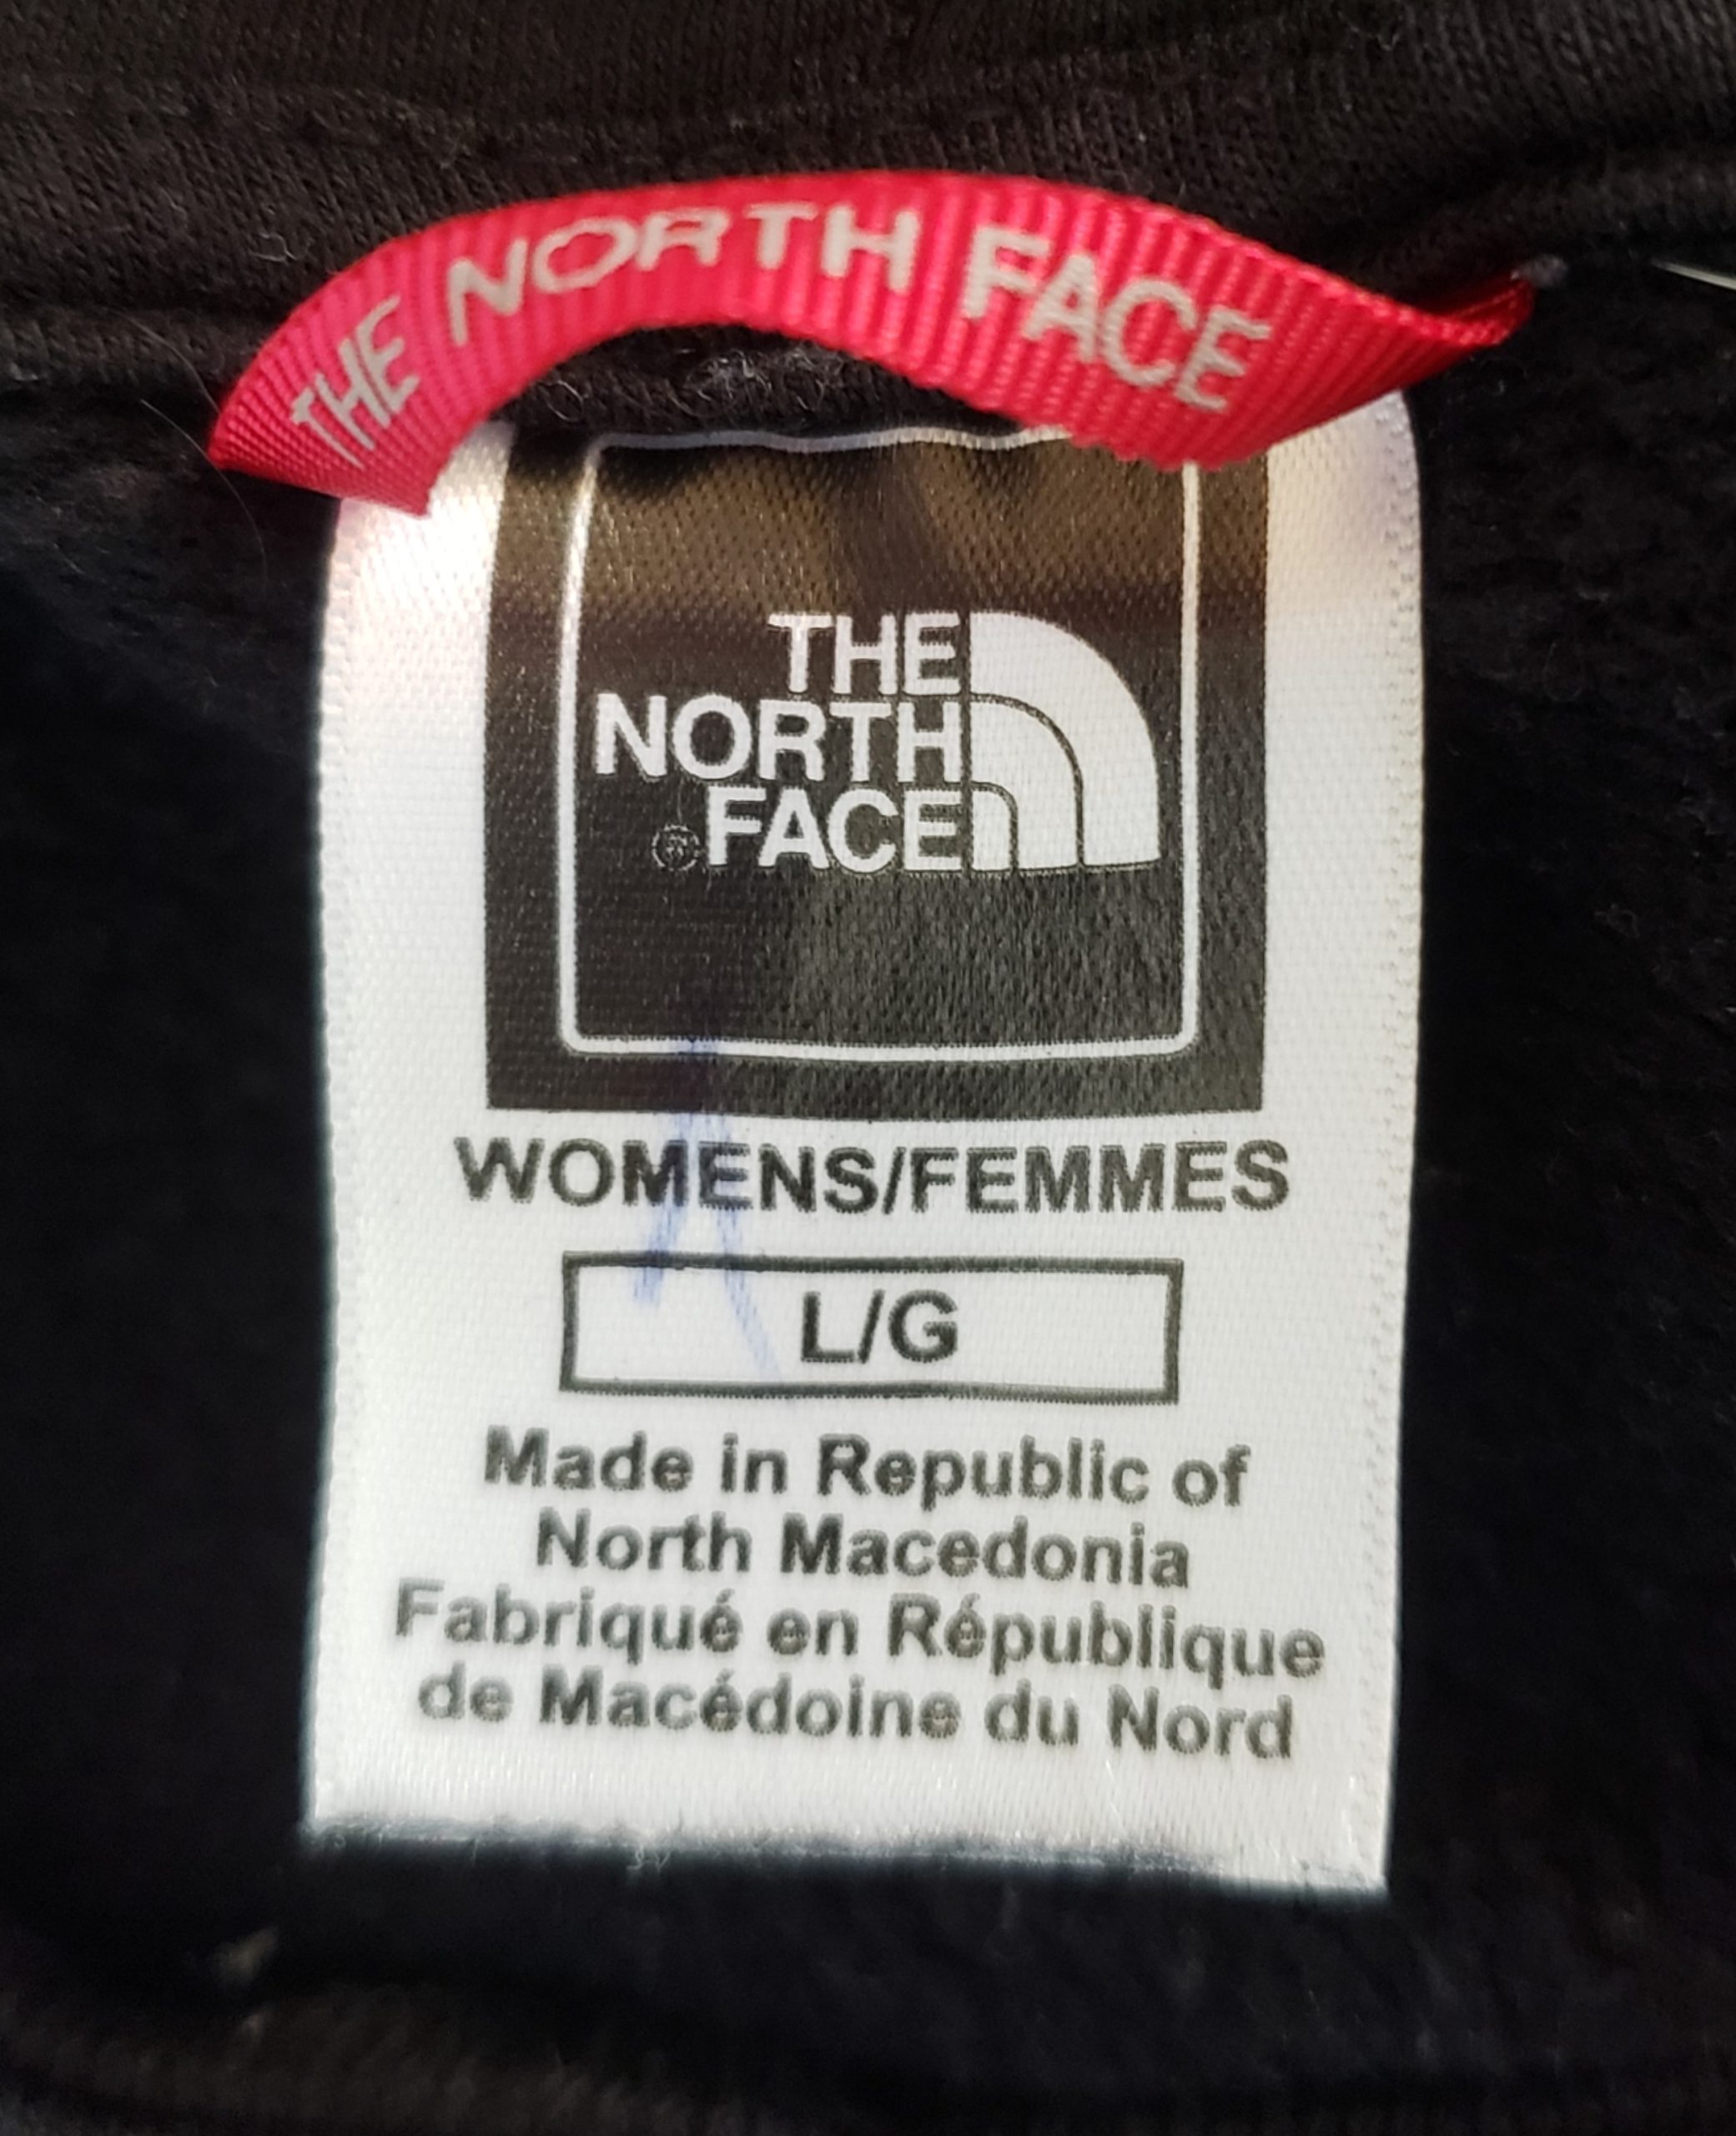 THE NORTH FACE
THE
NORTH
®FACE
WOMENS/FEMMES
L/G
Made in Republic of
North Macedonia
Fabriqué en République
de Macédoine du Nord